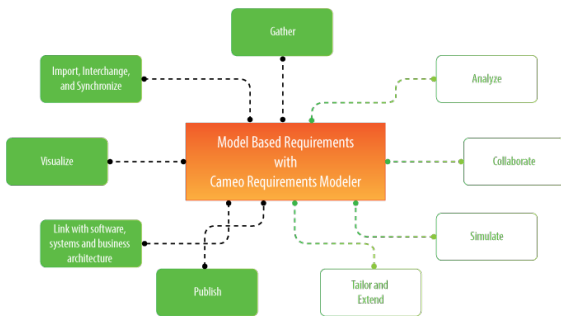 Gather
Import, Interchange,
and Synchronize
Analyze
Model Based Requirements
with
Cameo Requirements Modeler
Visualize
Collaborate
Link with software,
systems and business
architecture
Simulate
Publish
Tailor and
Extend